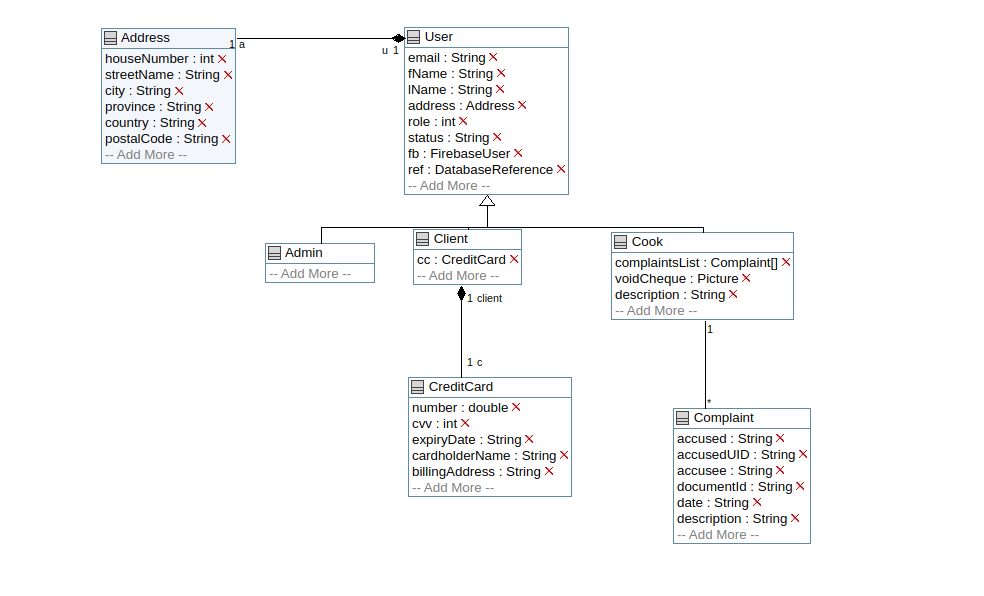 Address
houseNumber : int
streetName : String
city : String
province : String
country : String
postalCode : String
-- Add More --
1 a
u 1
User
email : String
fName : String
lName : String
address : Address
role : int
status : String
fb : FirebaseUser
ref : DatabaseReference
-- Add More --
Admin
-- Add More --
Client
cc : CreditCard
-- Add More --
Cook
complaintsList : Complaint[]
voidCheque : Picture
description : String
-- Add More --
1 client
1 c
CreditCard
number : double
cvv : int
expiryDate : String
cardholderName : String
billingAddress : String
-- Add More --
1
*
Complaint
accused : String
accusedUID : String
accusee : String
documentId : String
date : String
description : String
-- Add More --